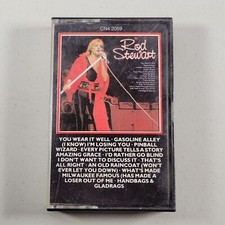 CN4 2059
Rod
Stewart
YOU WEAR IT WELL · GASOLINE ALLEY
(I KNOW) I'M LOSING YOU · PINBALL
WIZARD · EVERY PICTURE TELLS A STORY
AMAZING GRACE · I'D RATHER GO BLIND
I DON'T WANT TO DISCUSS IT · THAT'S
ALL RIGHT · AN OLD RAINCOAT (WON'T
EVER LET YOU DOWN) · WHAT'S MADE
MILWAUKEE FAMOUS (HAS MADE A
LOSER OUT OF ME · HANDBAGS &
GLADRAGS